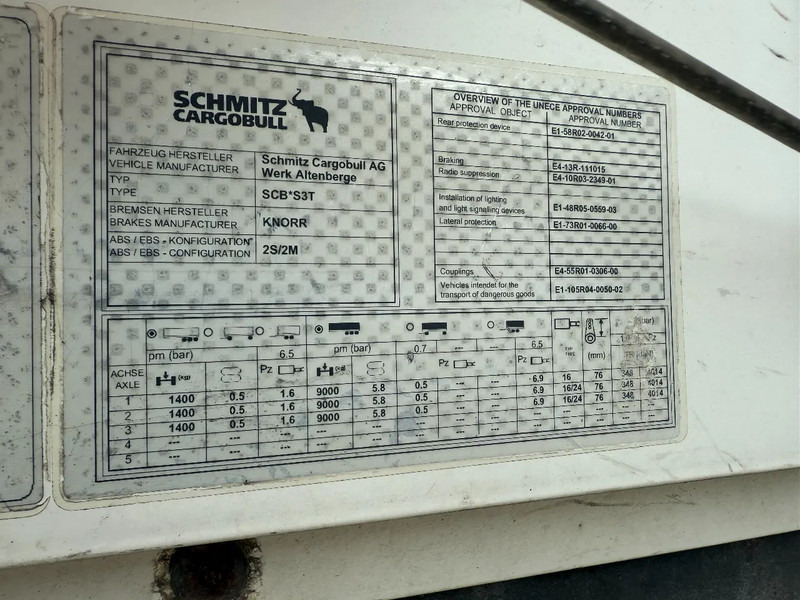 SCHMITZ
CARGOBULL
FAHRZEUG HERSTELLER
VEHICLE MANUFACTURER
Schmitz Cargobull AG
Werk Altenberge
TYP
TYPE
SCB*S3T
BREMSEN HERSTELLER
BRAKES MANUFACTURER
KNORR
ABS / EBS - KONFIGURATION
ABS / EBS - CONFIGURATION
2S/2M
OVERVIEW OF THE UNECE APPROVAL NUMBERS
APPROVAL OBJECT APPROVAL NUMBER
Rear protection device E1-58R02-0042-01
Braking E4-13R-111015
Radio suppression E4-10R03-2349-01
Installation of lighting
and light signalling devices E1-48R05-0559-03
Lateral protection E1-73R01-0066-00
Couplings E4-55R01-0306-00
Vehicles intendet for the
transport of dangerous goods E1-105R04-0050-02
pm (bar) 6.5 pm (bar) 0.7 --- --- 6.5 (mm)
ACHSE
AXLE
Pz Pz Pz
1 1400 0.5 1.6 9000 5.8 0.5 --- --- 6.9 16 76 348 4014
2 1400 0.5 1.6 9000 5.8 0.5 --- --- 6.9 16/24 76 348 4014
3 1400 0.5 1.6 9000 5.8 0.5 --- --- 6.9 16/24 76 348 4014
4 --- --- --- --- --- --- --- --- --- --- --- --- ---
5 --- --- --- --- --- --- --- --- --- --- --- --- ---